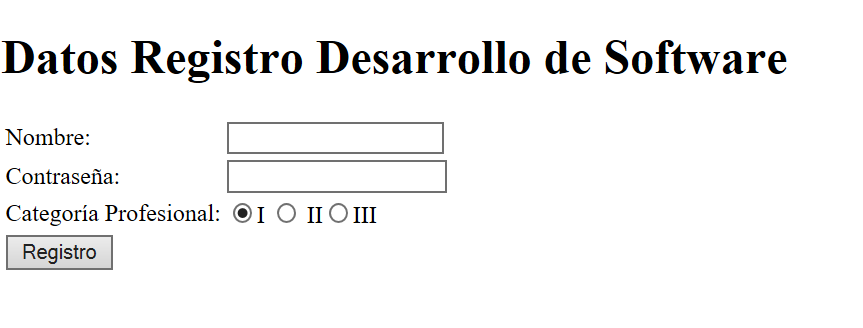 Datos Registro Desarrollo de Software
Nombre:
Contraseña:
Categoría Profesional: I II III
Registro